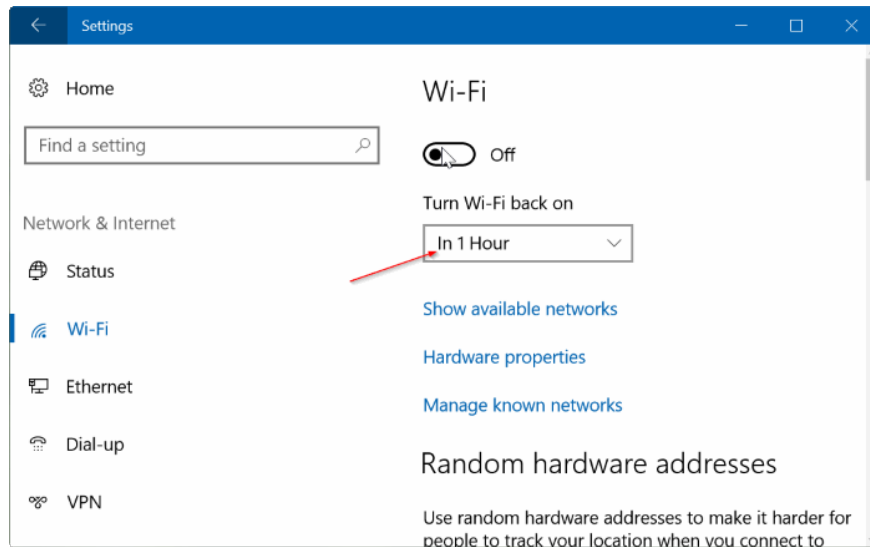 Settings
Home
Find a setting
Network & Internet
Status
Wi-Fi
Ethernet
Dial-up
VPN
Wi-Fi
Off
Turn Wi-Fi back on
In 1 Hour
Show available networks
Hardware properties
Manage known networks
Random hardware addresses
Use random hardware addresses to make it harder for
people to track your location when you connect to